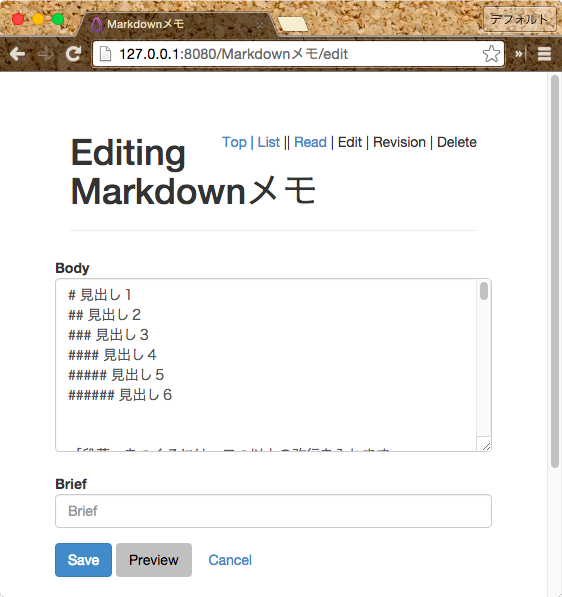 Markdownメモ
デフォルト
127.0.0.1:8080/Markdownメモ/edit
»
Top | List || Read | Edit | Revision | Delete
Editing
Markdownメモ
Body
# 見出し１
## 見出し２
### 見出し３
#### 見出し４
##### 見出し５
###### 見出し６
Brief
Brief
Save Preview Cancel